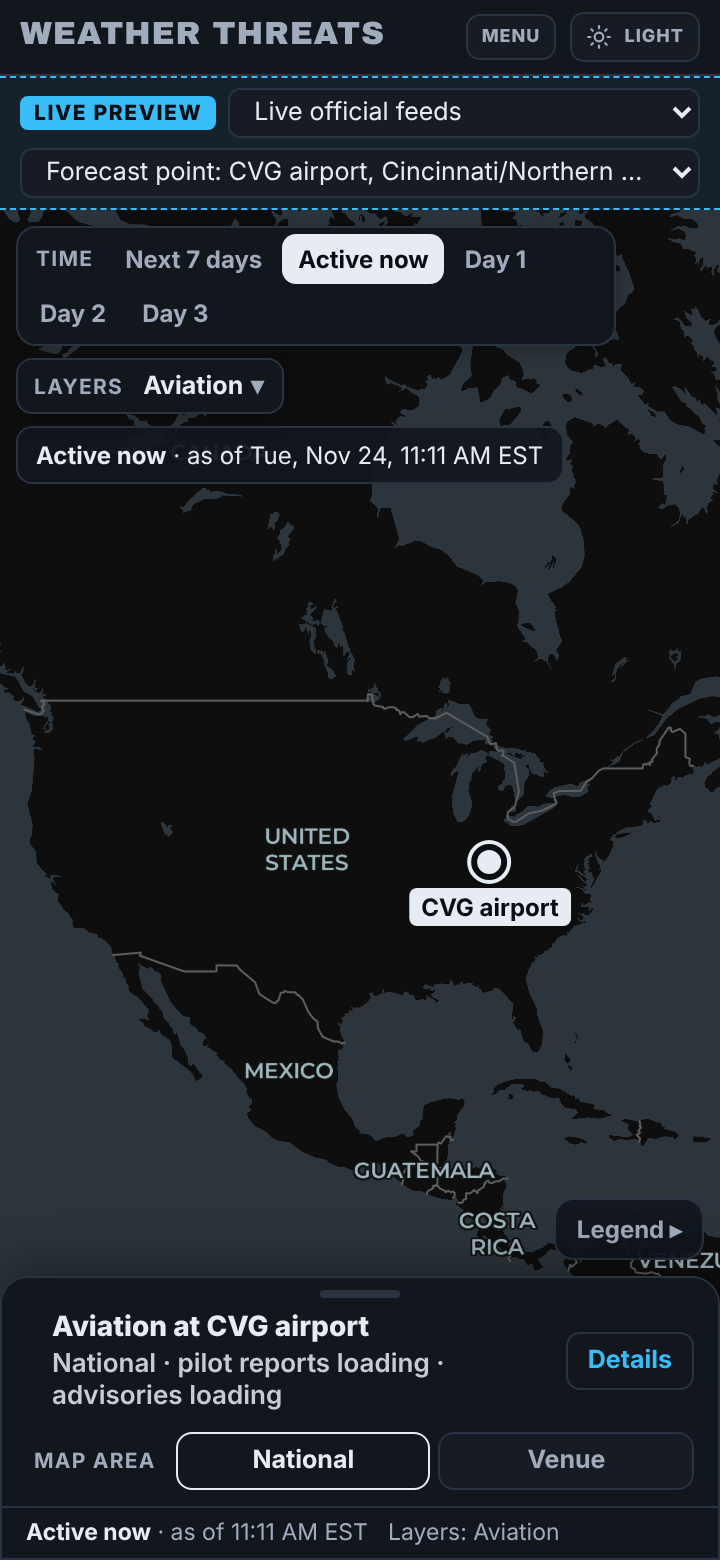 WEATHER THREATS
MENU
LIGHT
LIVE PREVIEW
Live official feeds
Forecast point: CVG airport, Cincinnati/Northern ...
TIME Next 7 days Active now Day 1
Day 2 Day 3
LAYERS Aviation ▾
Active now · as of Tue, Nov 24, 11:11 AM EST
UNITED
STATES
CVG airport
MEXICO
GUATEMALA
COSTA
RICA
Legend ▸
VENEZU
Aviation at CVG airport
National · pilot reports loading ·
advisories loading
Details
MAP AREA National Venue
Active now · as of 11:11 AM EST Layers: Aviation